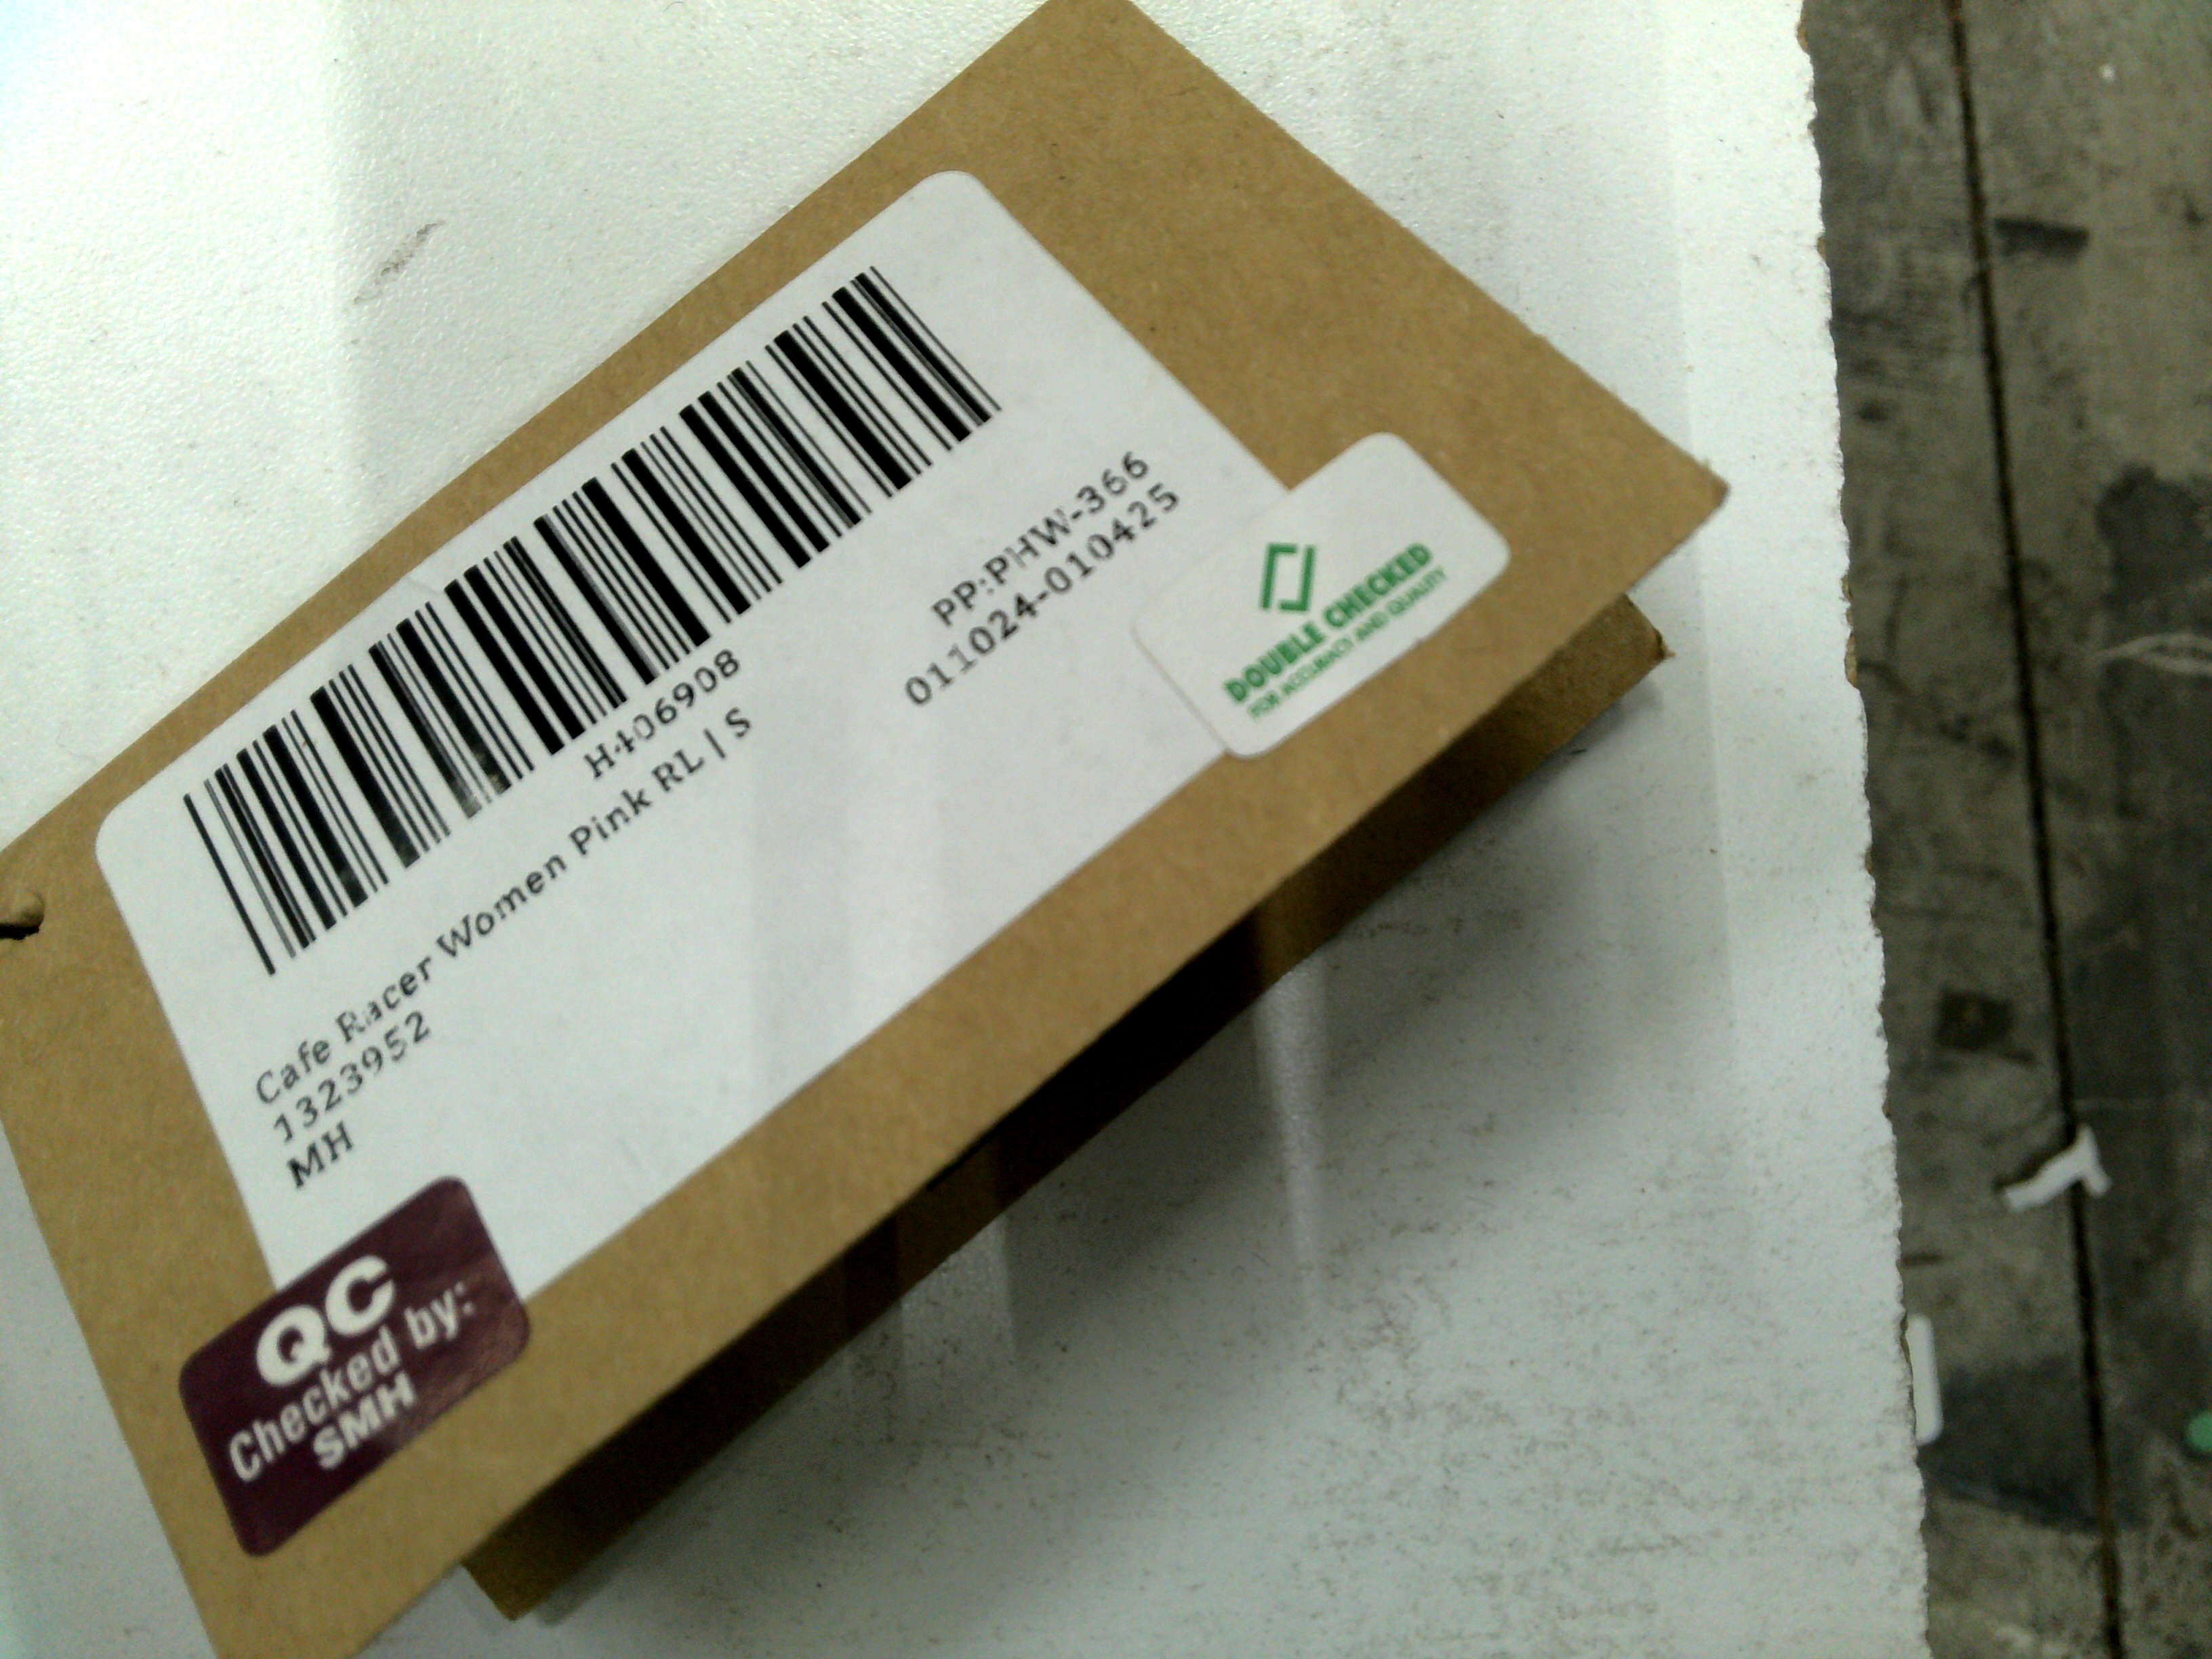 H406908
Cafe Racer Women Pink RL | S
1323952
MH
PP:PHW-366
011024-010425
DOUBLE CHECKED
FOR ACCURACY AND QUALITY
QC
Checked by:
SMH